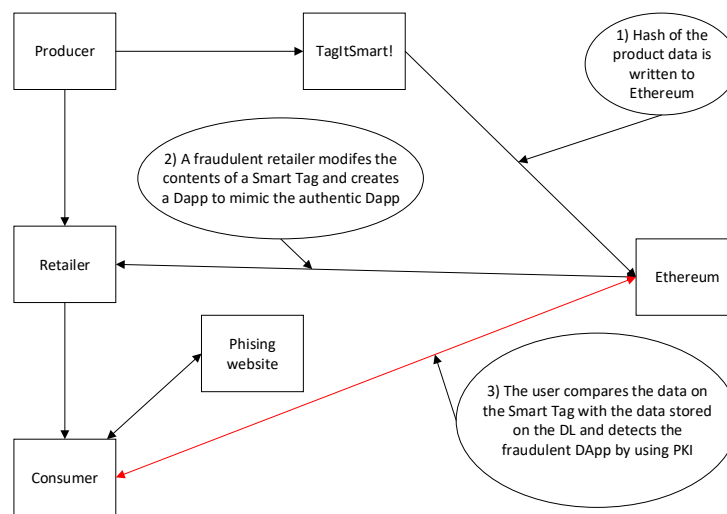 Producer
TagItSmart!
1) Hash of the
product data is
written to
Ethereum
2) A fraudulent retailer modifes the
contents of a Smart Tag and creates
a Dapp to mimic the authentic Dapp
Retailer
Ethereum
Phising
website
3) The user compares the data on
the Smart Tag with the data stored
on the DL and detects the
fraudulent DApp by using PKI
Consumer